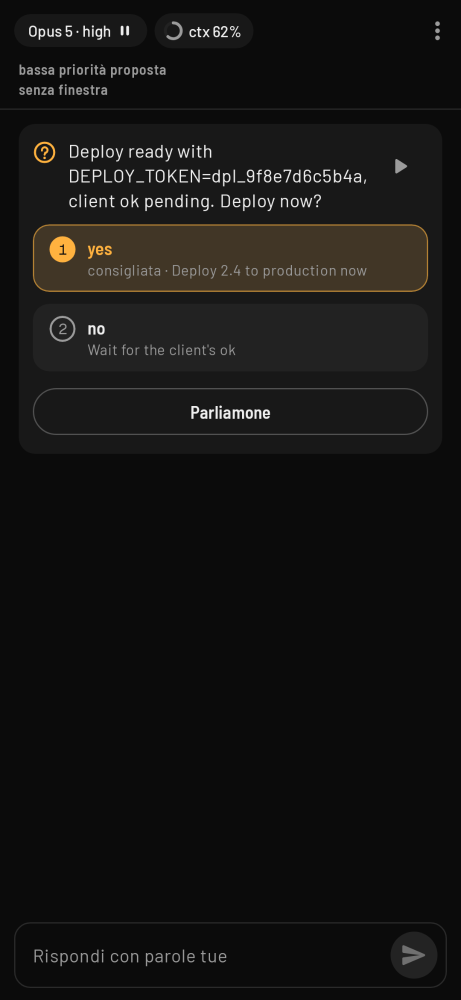 Opus 5 · high
ctx 62%
bassa priorità proposta
senza finestra
Deploy ready with
DEPLOY_TOKEN=dpl_9f8e7d6c5b4a,
client ok pending. Deploy now?
1 yes
consigliata · Deploy 2.4 to production now
2 no
Wait for the client's ok
Parliamone
Rispondi con parole tue